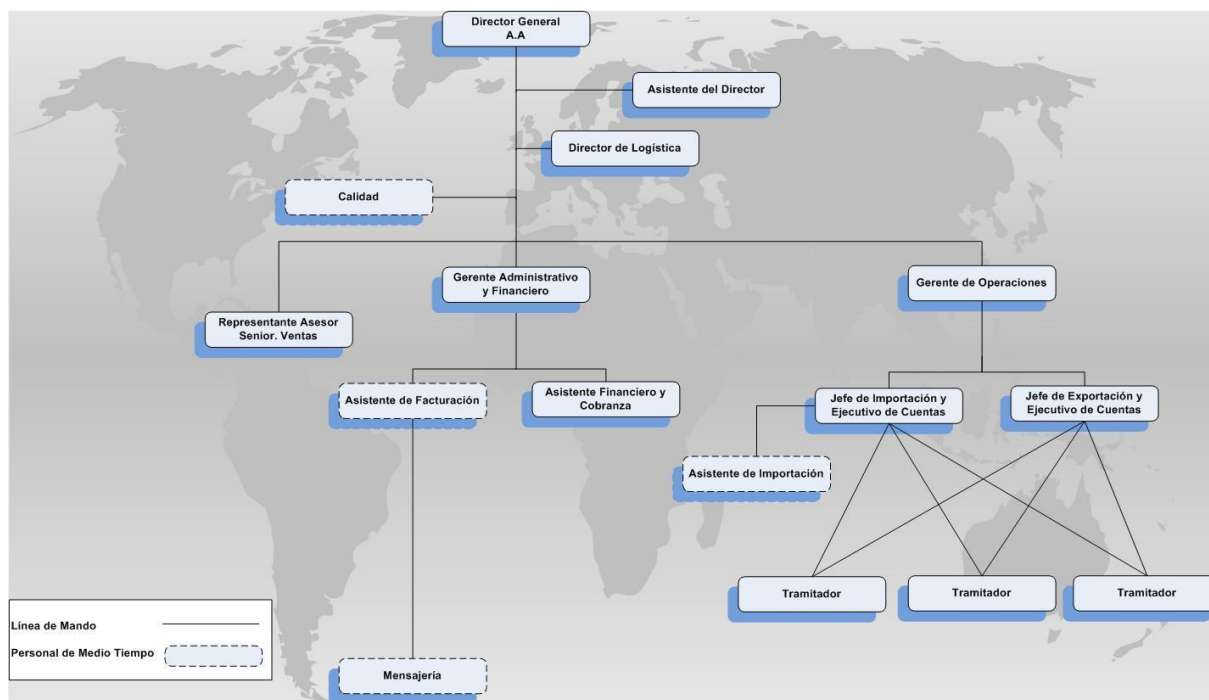 Director General
A.A
Asistente del Director
Director de Logística
Calidad
Gerente Administrativo
y Financiero
Gerente de Operaciones
Representante Asesor
Senior. Ventas
Asistente de Facturación
Asistente Financiero y
Cobranza
Jefe de Importación y
Ejecutivo de Cuentas
Jefe de Exportación y
Ejecutivo de Cuentas
Asistente de Importación
Tramitador
Tramitador
Tramitador
Línea de Mando
Personal de Medio Tiempo
Mensajería